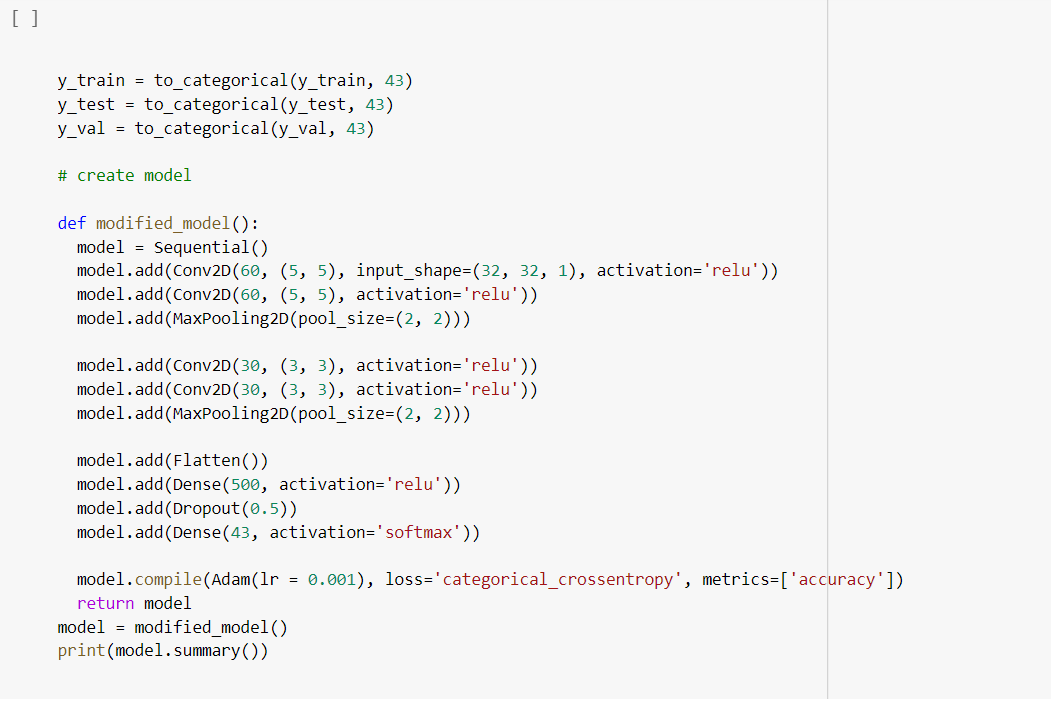 [ ]
y_train = to_categorical(y_train, 43)
y_test = to_categorical(y_test, 43)
y_val = to_categorical(y_val, 43)
# create model
def modified_model():
model = Sequential()
model.add(Conv2D(60, (5, 5), input_shape=(32, 32, 1), activation='relu'))
model.add(Conv2D(60, (5, 5), activation='relu'))
model.add(MaxPooling2D(pool_size=(2, 2)))
model.add(Conv2D(30, (3, 3), activation='relu'))
model.add(Conv2D(30, (3, 3), activation='relu'))
model.add(MaxPooling2D(pool_size=(2, 2)))
model.add(Flatten())
model.add(Dense(500, activation='relu'))
model.add(Dropout(0.5))
model.add(Dense(43, activation='softmax'))
model.compile(Adam(lr = 0.001), loss='categorical_crossentropy', metrics=['accuracy'])
return model
model = modified_model()
print(model.summary())